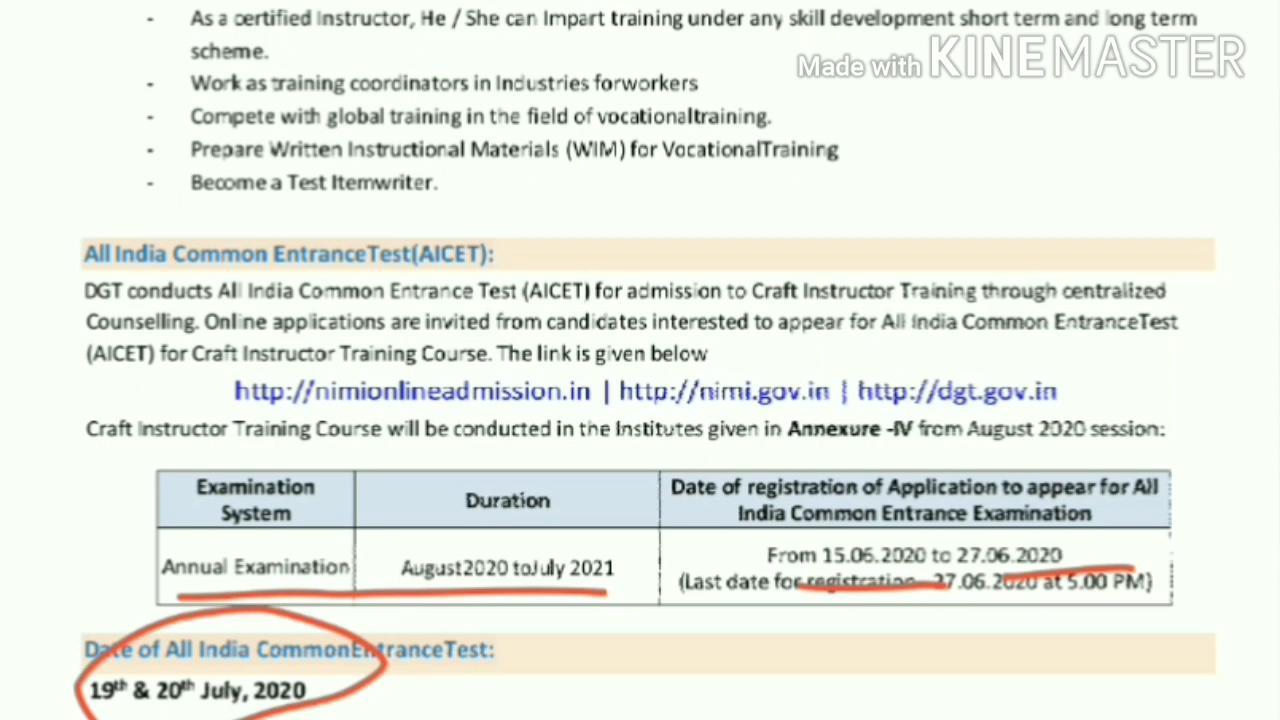 - As a certified Instructor, He / She can Impart training under any skill development short term and long term
scheme.
Made with KINEMASTER
- Work as training coordinators in Industries forworkers
- Compete with global training in the field of vocationaltraining.
- Prepare Written Instructional Materials (WIM) for VocationalTraining
- Become a Test Itemwriter.
All India Common EntranceTest(AICET):
DGT conducts All India Common Entrance Test (AICET) for admission to Craft Instructor Training through centralized
Counselling. Online applications are invited from candidates interested to appear for All India Common EntranceTest
(AICET) for Craft Instructor Training Course. The link is given below
http://nimionlineadmission.in | http://nimi.gov.in | http://dgt.gov.in
Craft Instructor Training Course will be conducted in the Institutes given in Annexure -IV from August 2020 session:
Examination
System
Duration
Date of registration of Application to appear for All
India Common Entrance Examination
Annual Examination
August2020 toJuly 2021
From 15.06.2020 to 27.06.2020
(Last date for registration 27.06.2020 at 5.00 PM)
Date of All India CommonEntranceTest:
19th & 20th July, 2020